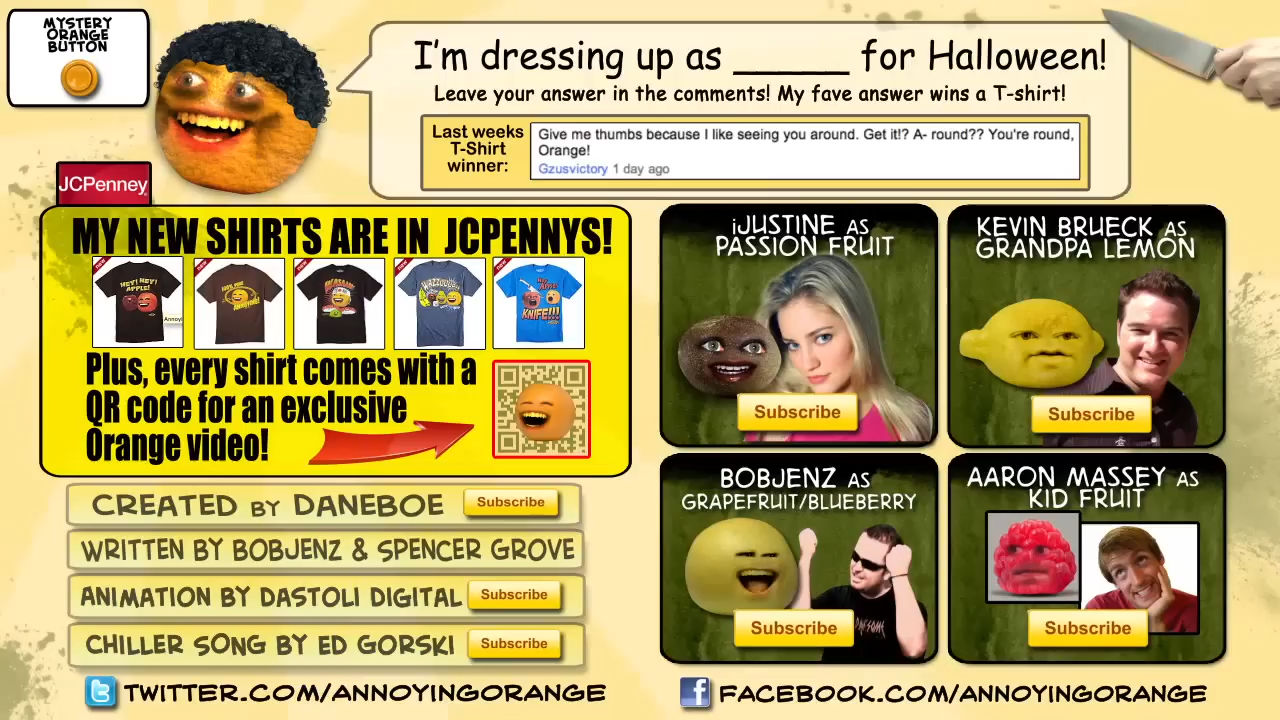 MYSTERY
ORANGE
BUTTON
I'm dressing up as _____ for Halloween!
Leave your answer in the comments! My fave answer wins a T-shirt!
Last weeks
T-Shirt
winner:
Give me thumbs because I like seeing you around. Get it!? A- round?? You're round,
Orange!
Gzusvictory 1 day ago
JCPenney
MY NEW SHIRTS ARE IN JCPENNYS!
HEY! HEY!
APPLE!
WAZZUUUP!
KNIFE!!!
Plus, every shirt comes with a
QR code for an exclusive
Orange video!
CREATED BY DANEBOE
Subscribe
WRITTEN BY BOBJENZ & SPENCER GROVE
ANIMATION BY DASTOLI DIGITAL
Subscribe
CHILLER SONG BY ED GORSKI
Subscribe
iJUSTINE AS
PASSION FRUIT
Subscribe
KEVIN BRUECK AS
GRANDPA LEMON
Subscribe
BOBJENZ AS
GRAPEFRUIT/BLUEBERRY
Subscribe
AARON MASSEY AS
KID FRUIT
Subscribe
TWITTER.COM/ANNOYINGORANGE
FACEBOOK.COM/ANNOYINGORANGE